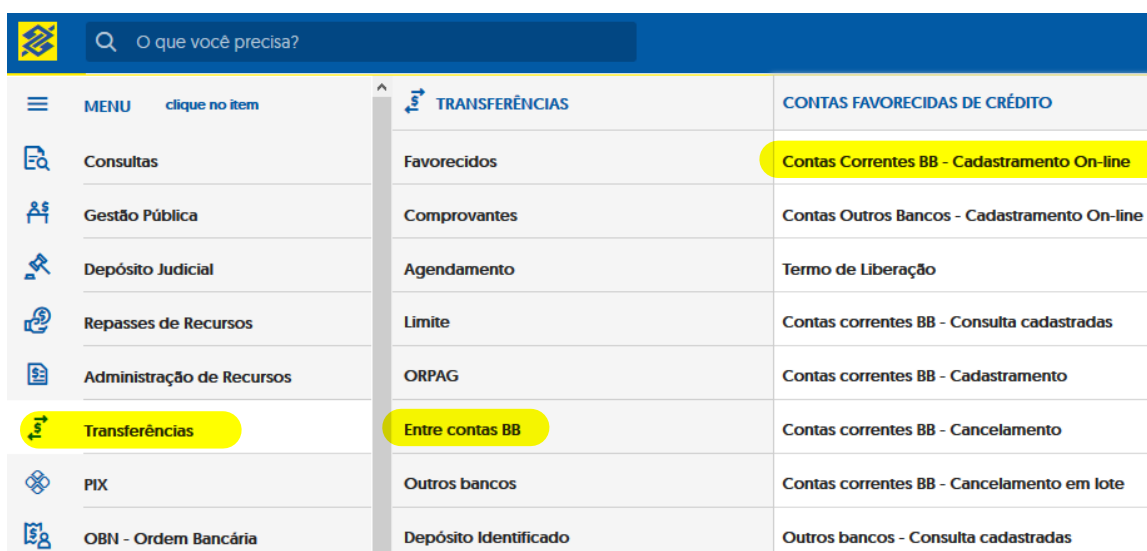 O que você precisa?
MENU clique no item
Consultas
Gestão Pública
Depósito Judicial
Repasses de Recursos
Administração de Recursos
Transferências
PIX
OBN - Ordem Bancária
TRANSFERÊNCIAS
Favorecidos
Comprovantes
Agendamento
Limite
ORPAG
Entre contas BB
Outros bancos
Depósito Identificado
CONTAS FAVORECIDAS DE CRÉDITO
Contas Correntes BB - Cadastramento On-line
Contas Outros Bancos - Cadastramento On-line
Termo de Liberação
Contas correntes BB - Consulta cadastradas
Contas correntes BB - Cadastramento
Contas correntes BB - Cancelamento
Contas correntes BB - Cancelamento em lote
Outros bancos - Consulta cadastradas